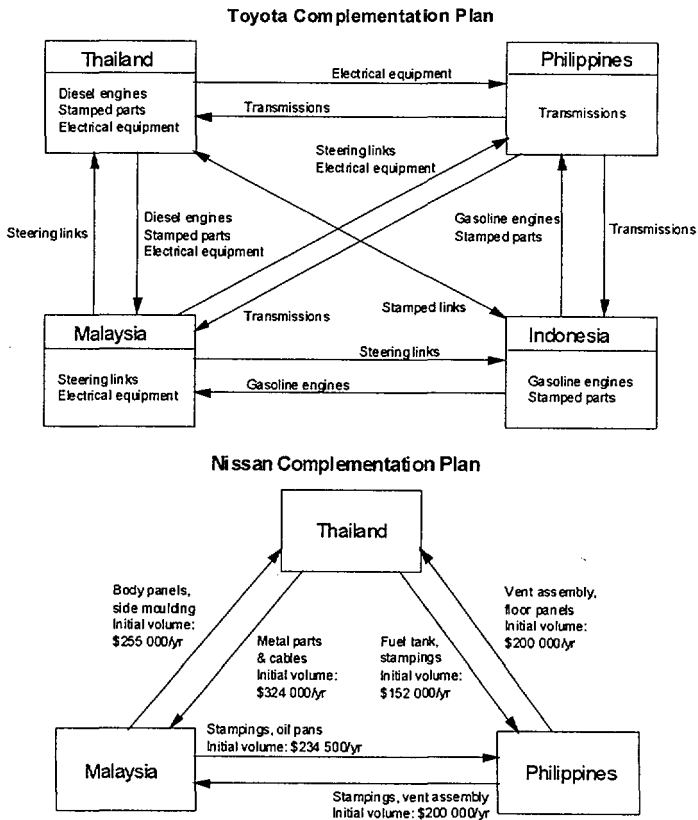 Toyota Complementation Plan
Thailand
Diesel engines
Stamped parts
Electrical equipment
Philippines
Transmissions
Electrical equipment
Transmissions
Steering links
Electrical equipment
Steering links
Diesel engines
Stamped parts
Electrical equipment
Gasoline engines
Stamped parts
Transmissions
Transmissions
Stamped links
Malaysia
Steering links
Electrical equipment
Steering links
Gasoline engines
Indonesia
Gasoline engines
Stamped parts
Nissan Complementation Plan
Thailand
Body panels,
side moulding
Initial volume:
$255 000/yr
Metal parts
& cables
Initial volume:
$324 000/yr
Fuel tank,
stampings
Initial volume:
$152 000/yr
Vent assembly,
floor panels
Initial volume:
$200 000/yr
Malaysia
Stampings, oil pans
Initial volume: $234 500/yr
Stampings, vent assembly
Initial volume: $200 000/yr
Philippines